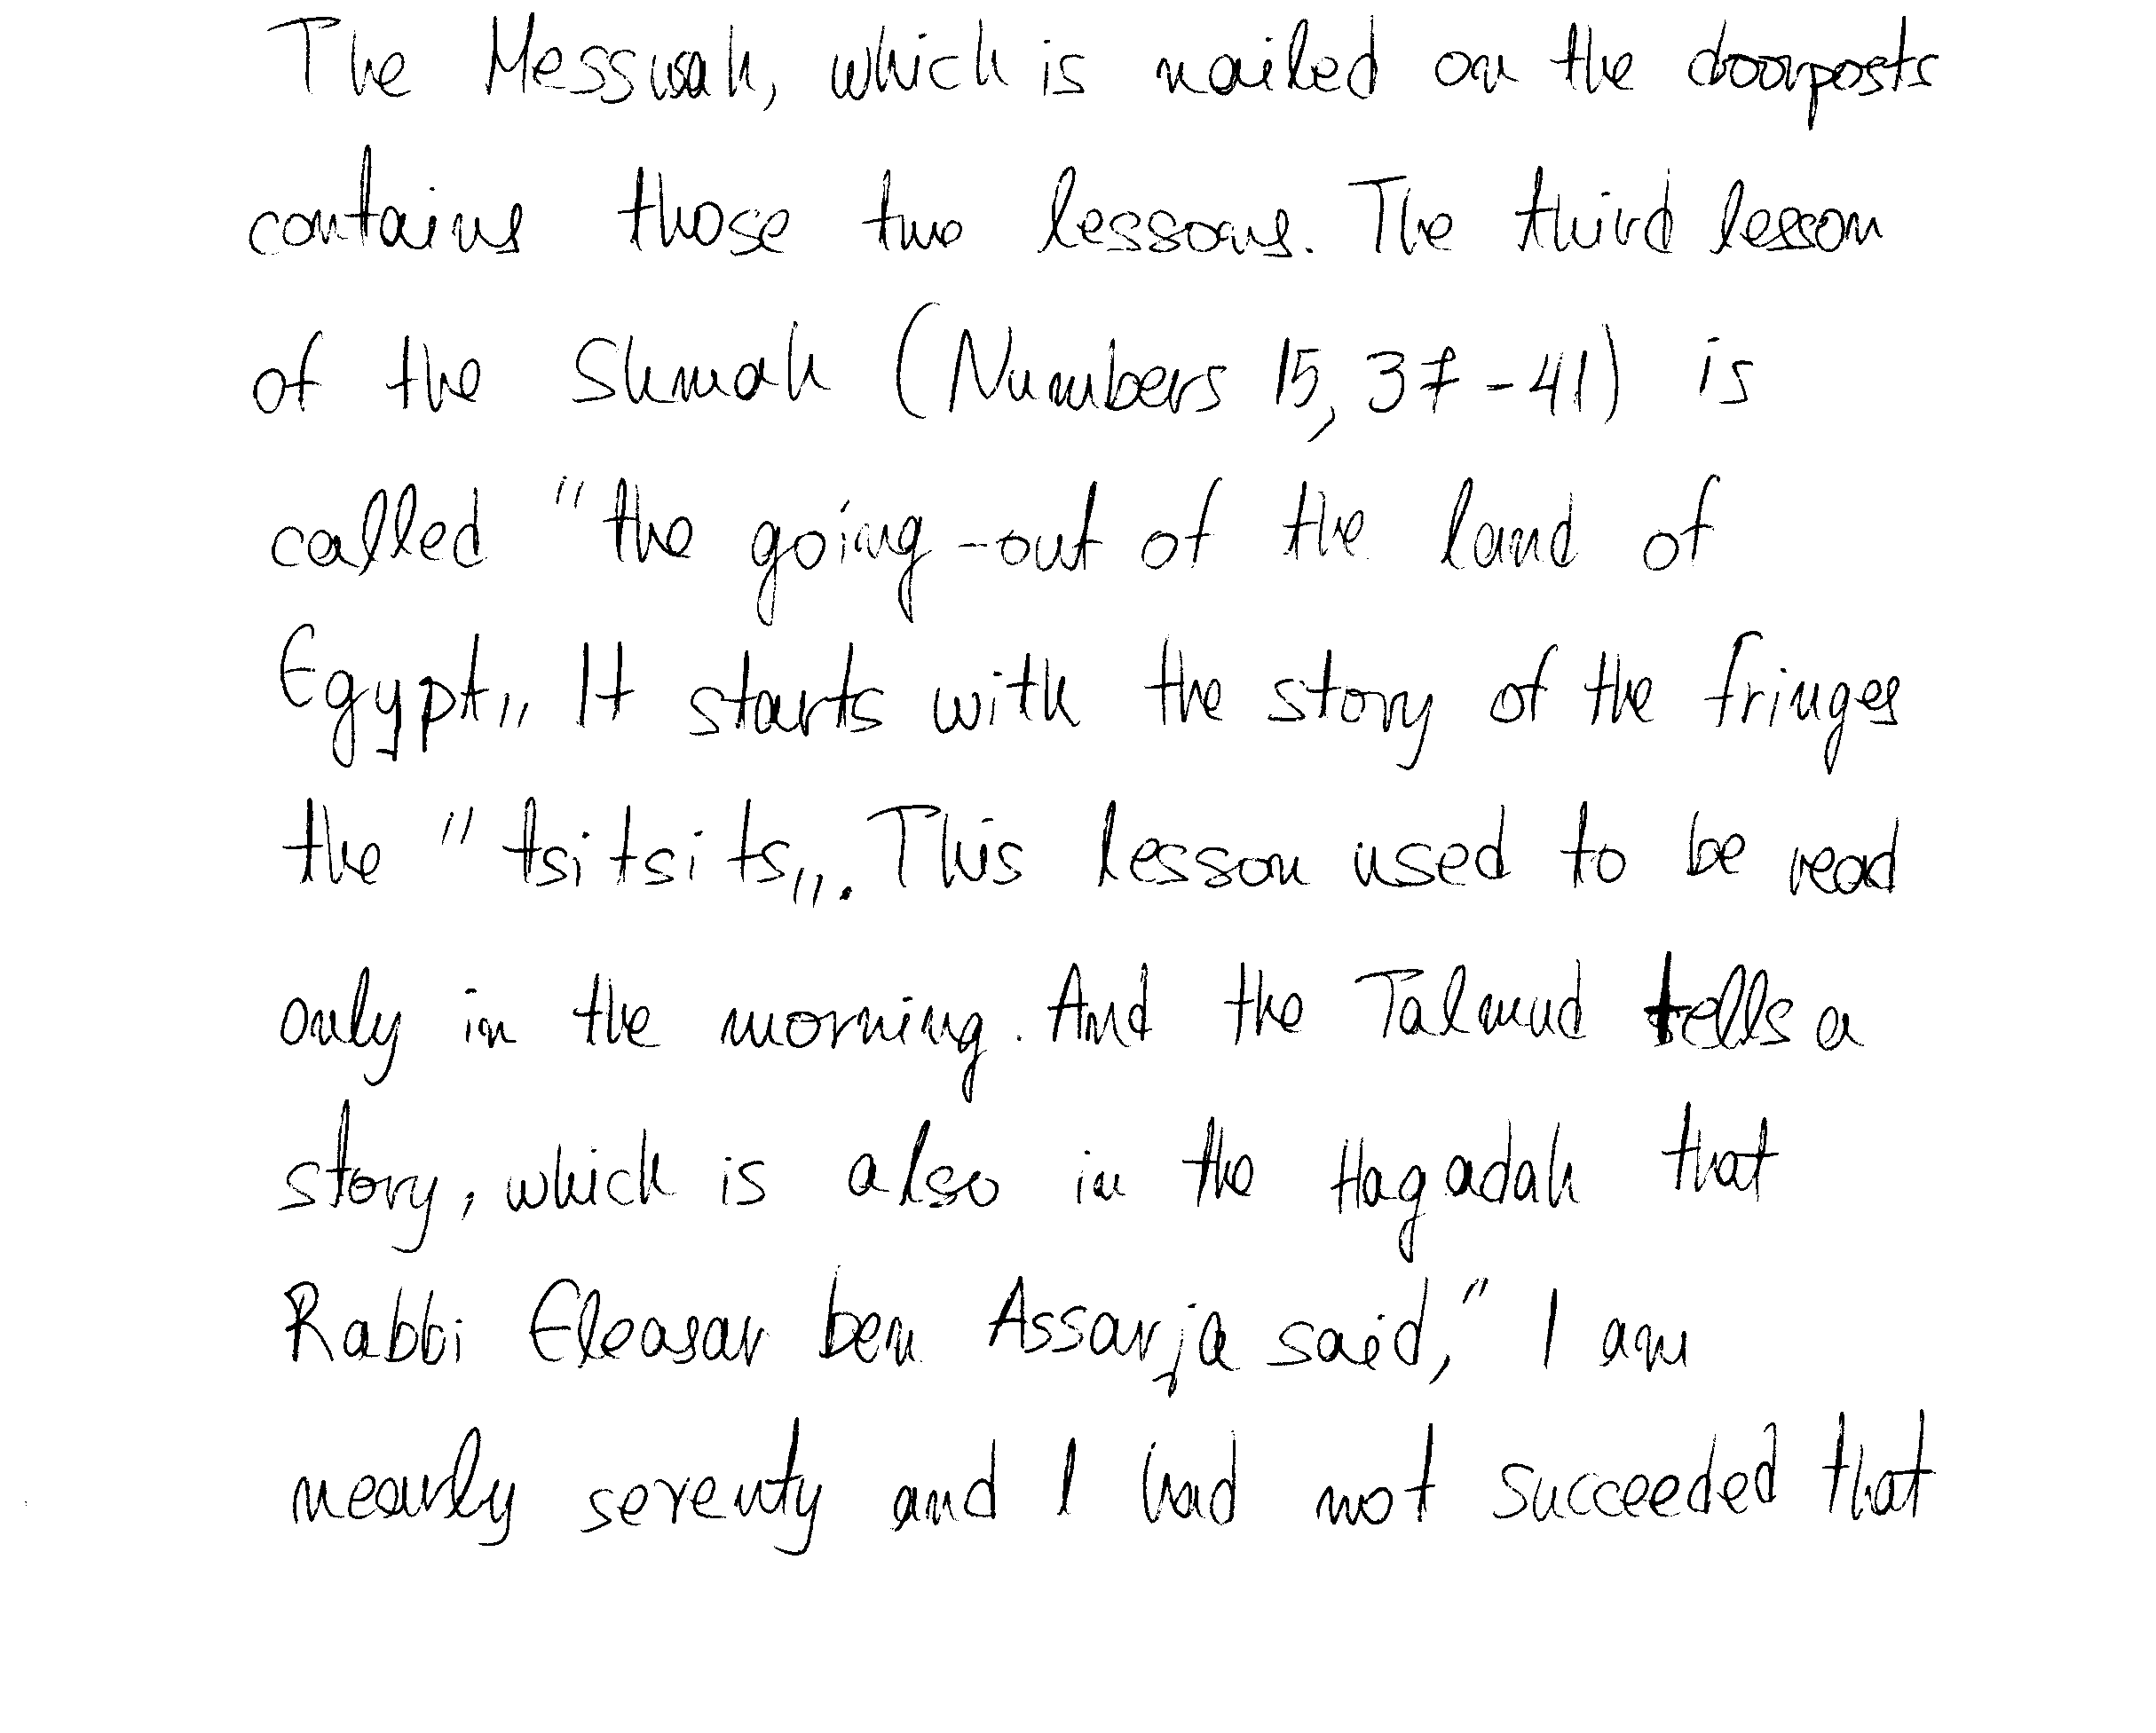 The Messusah, which is nailed on the doorposts
contains those two lessons. The third lesson
of the Shmah (Numbers 15, 37-41) is
called "the going-out of the land of
Egypt„ It starts with the story of the fringes
the "tsitsits„. This lesson used to be read
only in the morning. And the Talmud tells a
story, which is also in the Hagadah that
Rabbi Eleasar ben Assarja said," I am
nearly seventy and I had not succeeded that